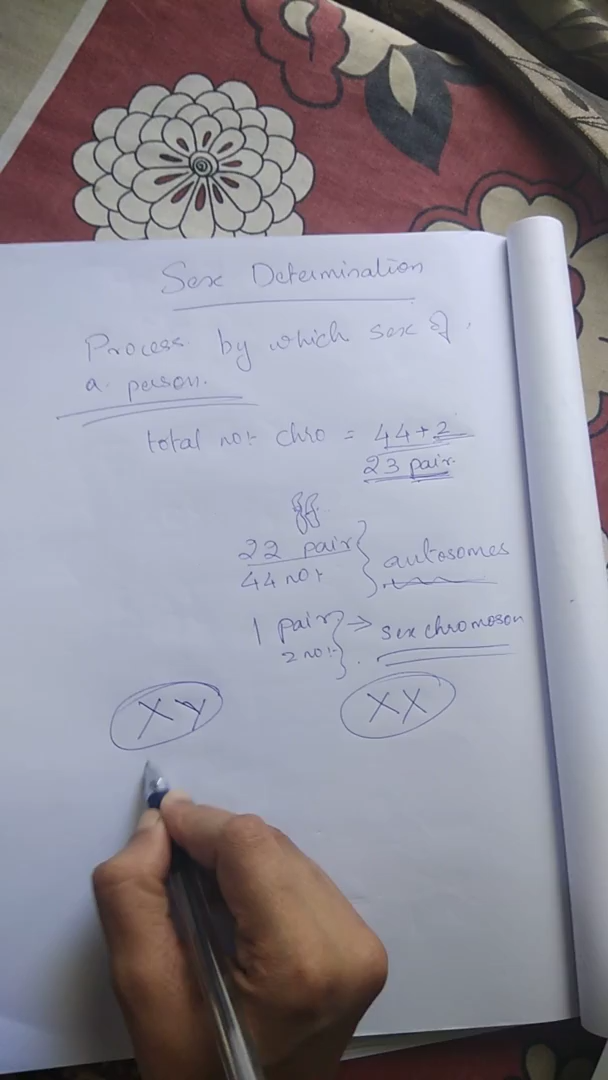 Sex Determination
Process by which sex of
a person.
total no:- chro = 44+2
23 pair.
22 pair } autosomes
44 no:-
1 pair } → sex chromoson
2 no:-
XY XX